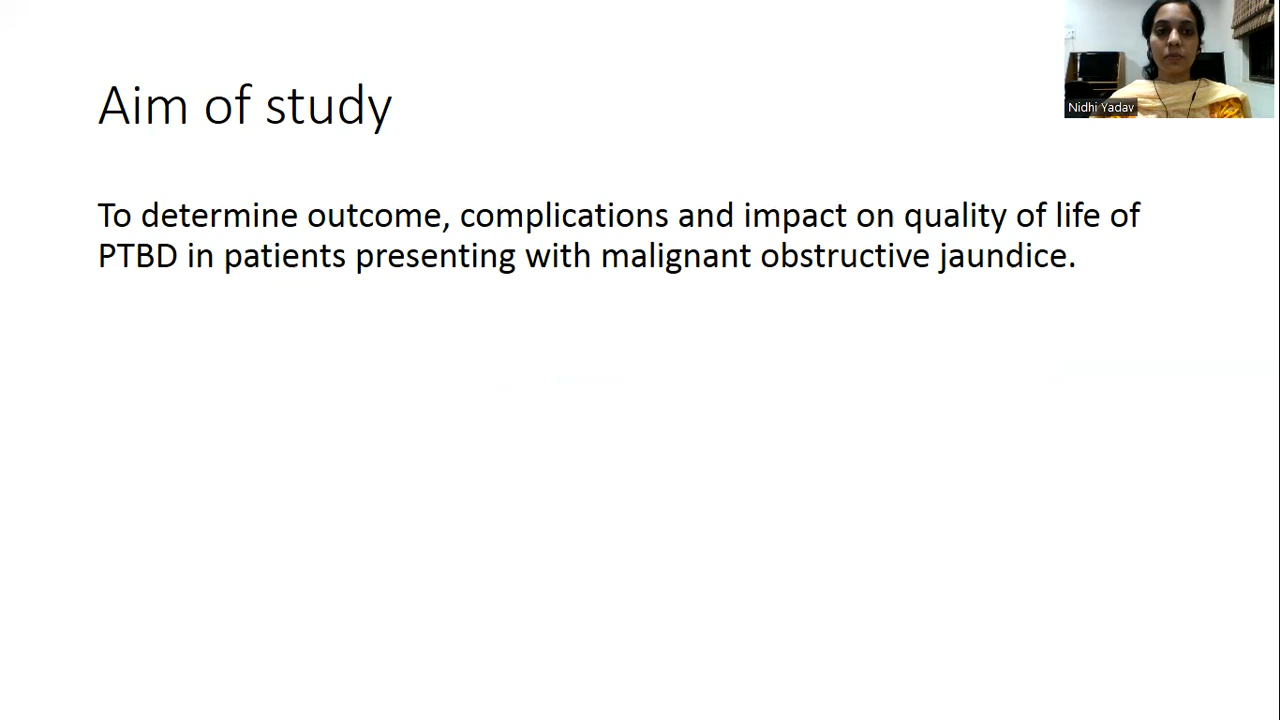 Aim of study
Nidhi Yadav
To determine outcome, complications and impact on quality of life of
PTBD in patients presenting with malignant obstructive jaundice.